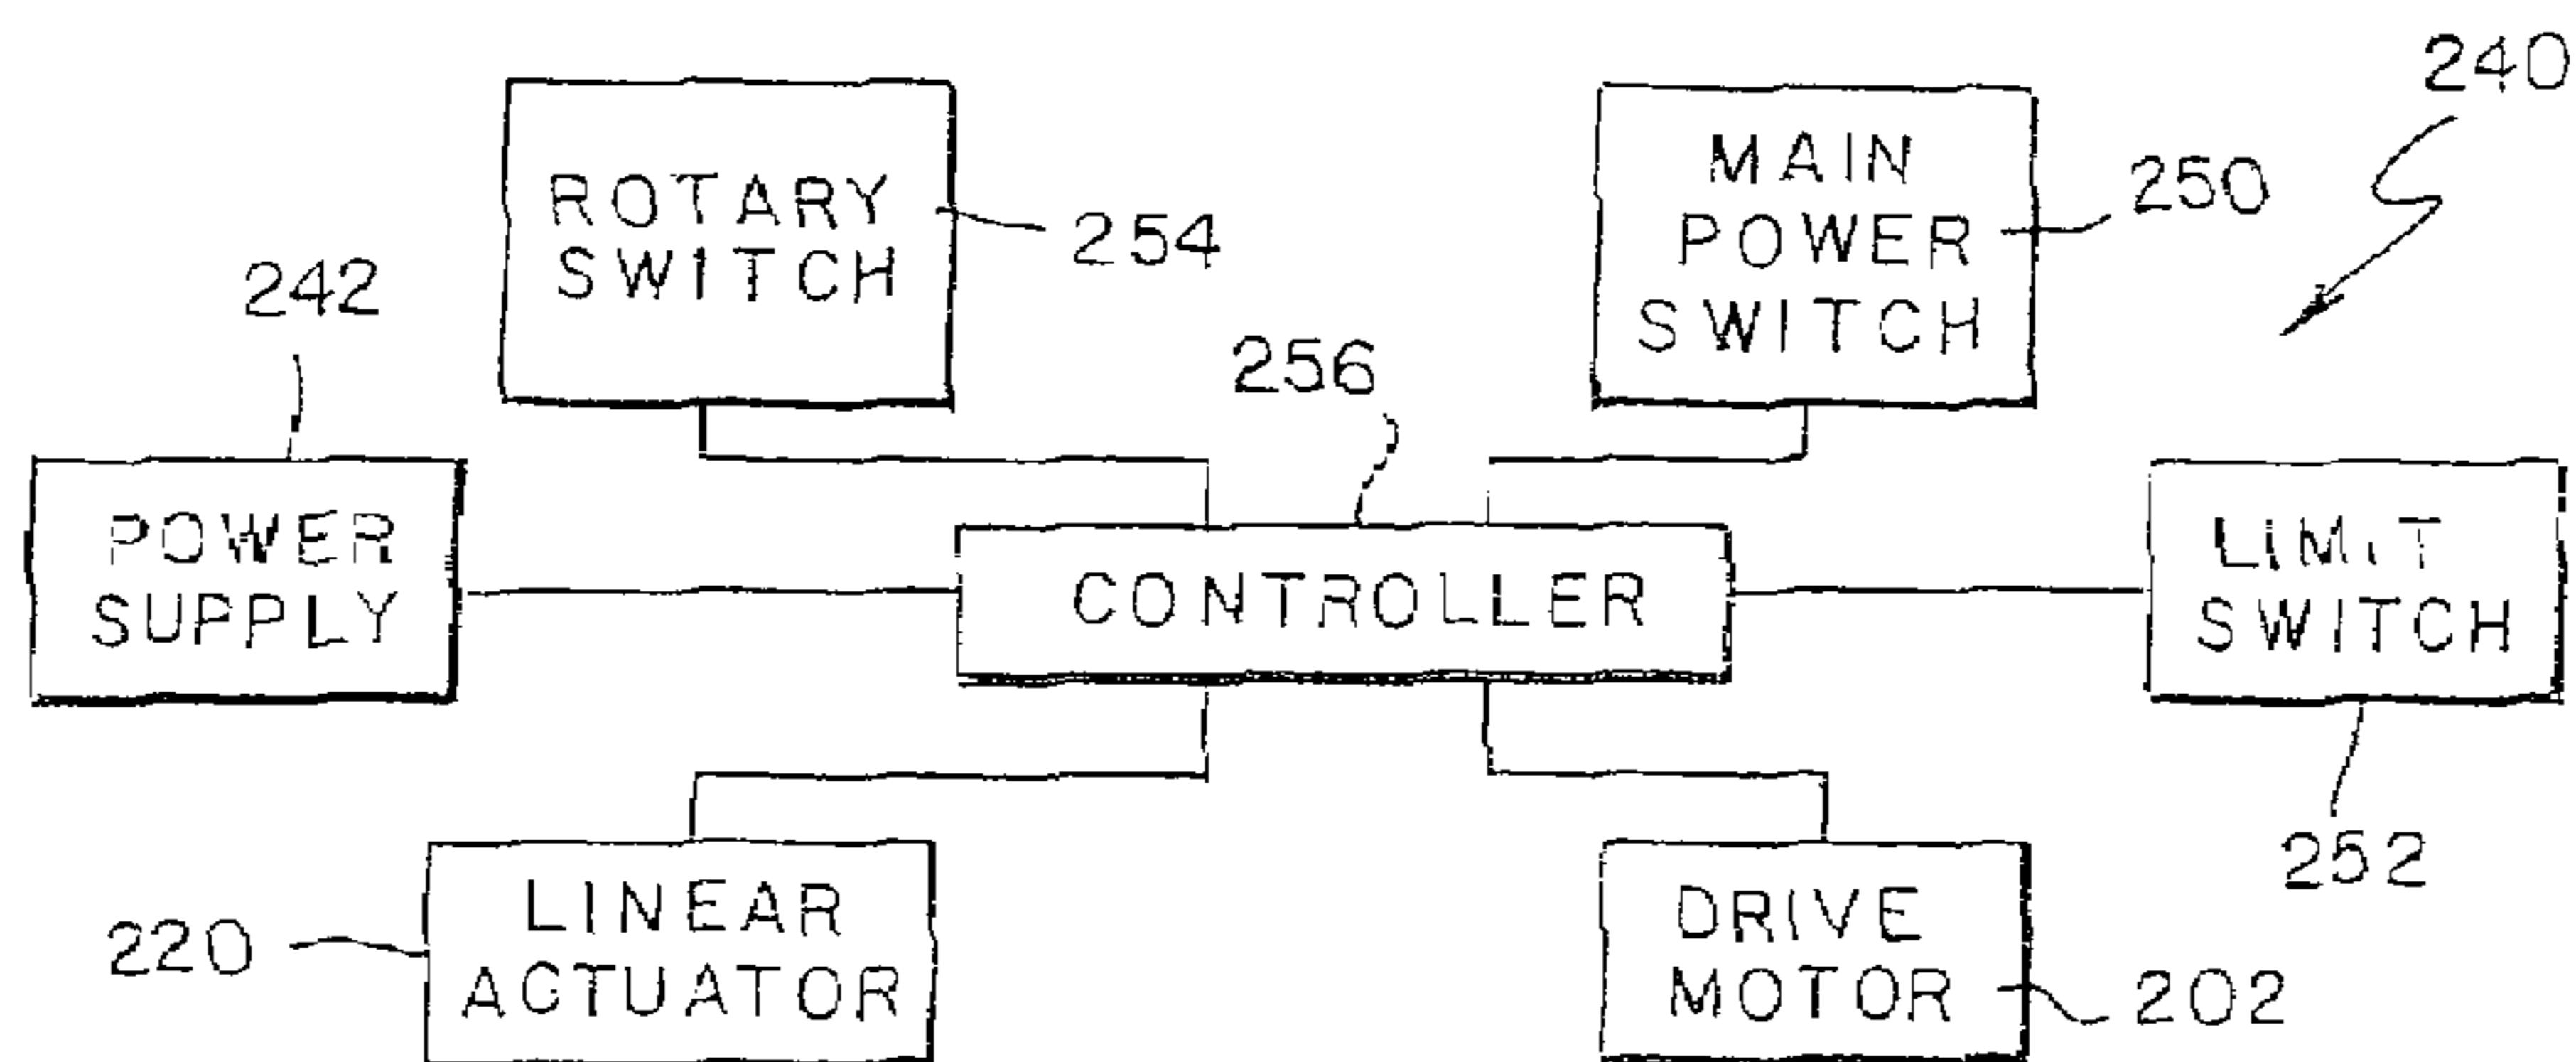 240
ROTARY
SWITCH
254
MAIN
POWER
SWITCH
250
242
256
POWER
SUPPLY
CONTROLLER
LIMIT
SWITCH
252
220
LINEAR
ACTUATOR
DRIVE
MOTOR
202